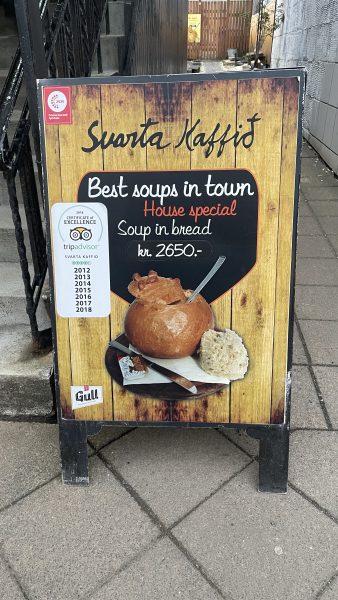 Svarta Kaffið
Best soups in town
House special
Soup in bread
kr. 2650.-
2018
CERTIFICATE of
EXCELLENCE
tripadvisor
SVARTA KAFFID
2012
2013
2014
2015
2016
2017
2018
Gull